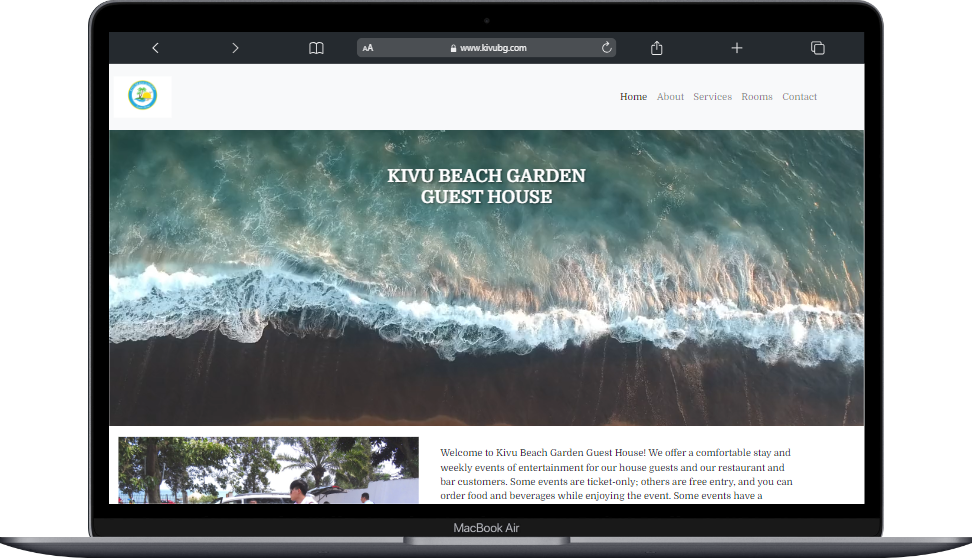 AA
www.kivubg.com
Home About Services Rooms Contact
KIVU BEACH GARDEN
GUEST HOUSE
Welcome to Kivu Beach Garden Guest House! We offer a comfortable stay and
weekly events of entertainment for our house guests and our restaurant and
bar customers. Some events are ticket-only; others are free entry, and you can
order food and beverages while enjoying the event. Some events have a
MacBook Air